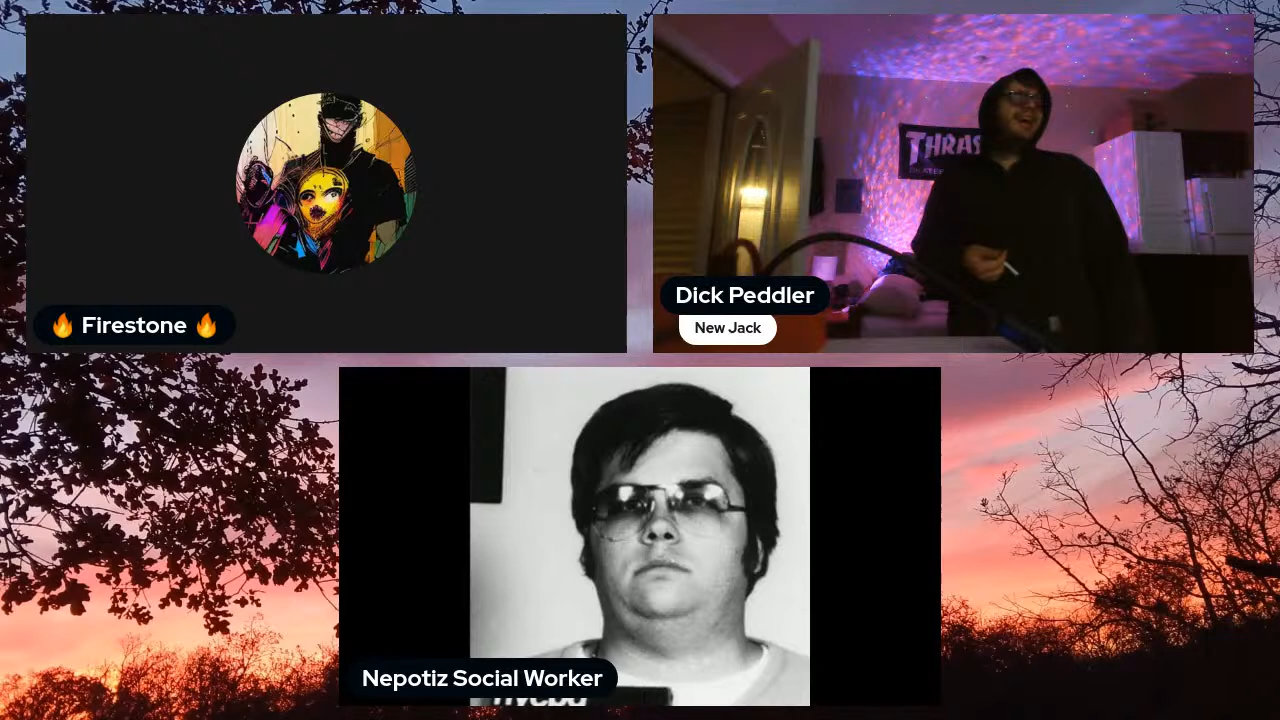 🔥 Firestone 🔥
THRAS
Dick Peddler
New Jack
Nepotiz Social Worker